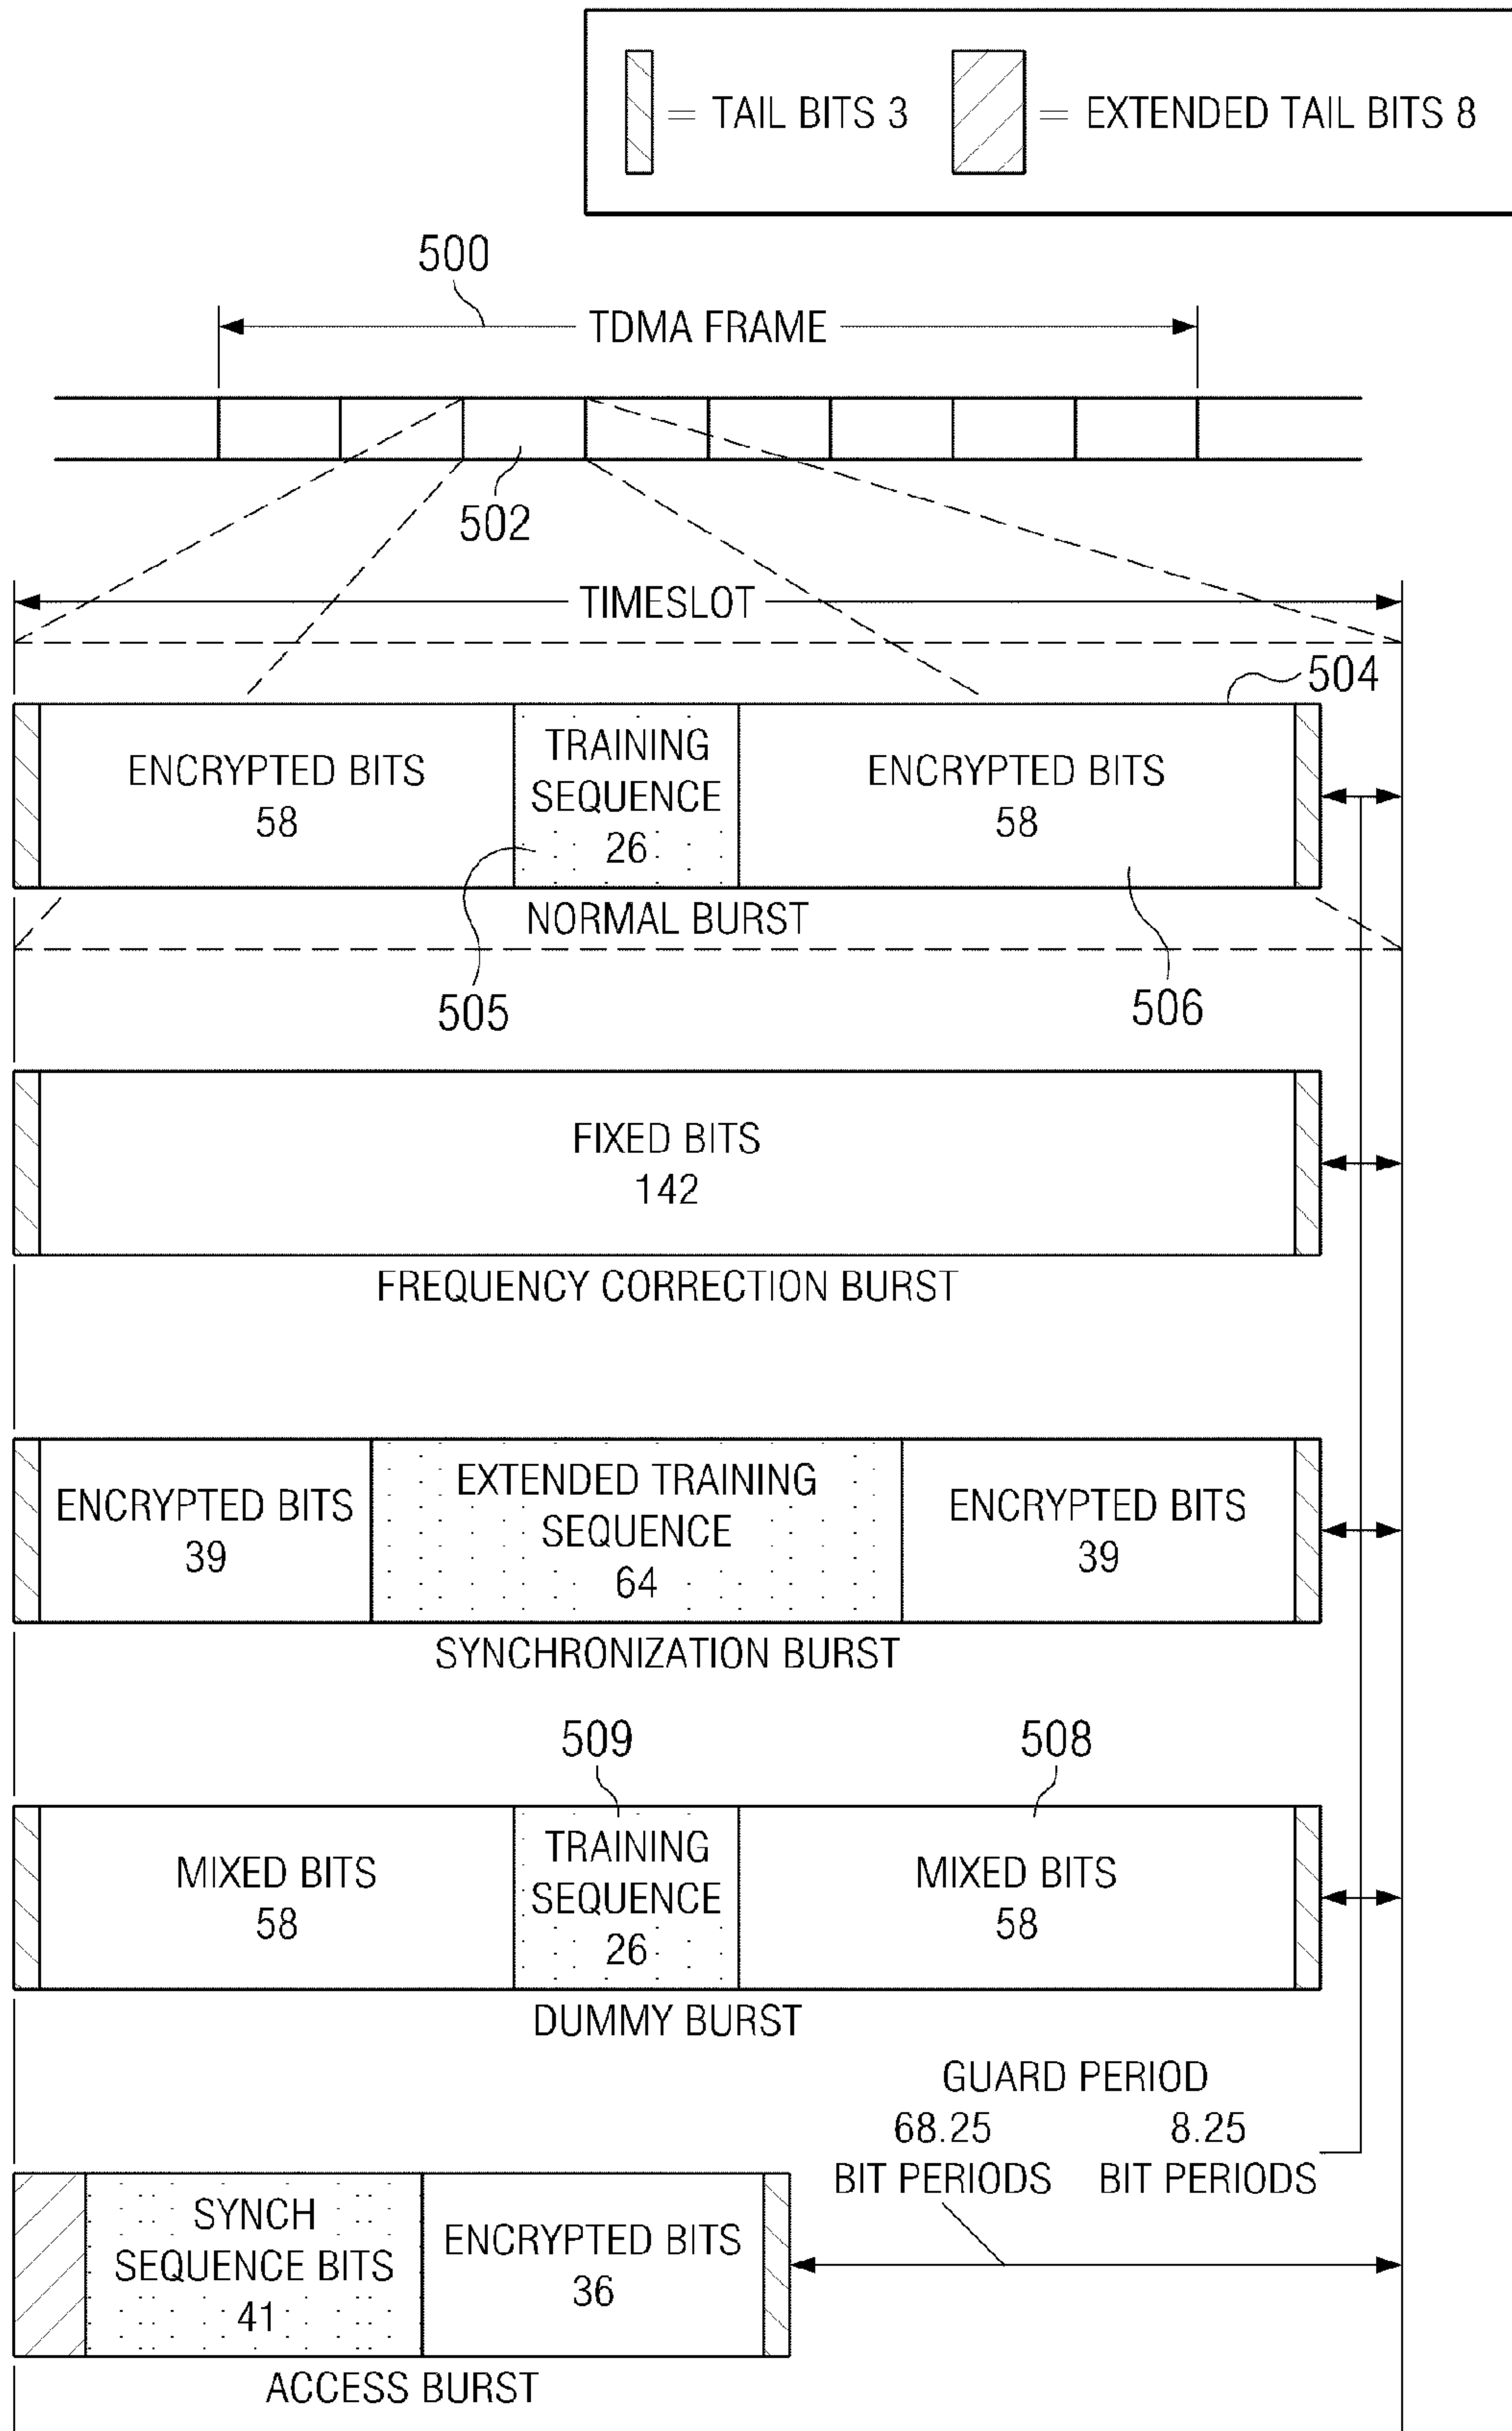 = TAIL BITS 3
= EXTENDED TAIL BITS 8
500
TDMA FRAME
502
TIMESLOT
504
ENCRYPTED BITS
58
TRAINING
SEQUENCE
26
ENCRYPTED BITS
58
NORMAL BURST
505
506
FIXED BITS
142
FREQUENCY CORRECTION BURST
ENCRYPTED BITS
39
EXTENDED TRAINING
SEQUENCE
64
ENCRYPTED BITS
39
SYNCHRONIZATION BURST
509
508
MIXED BITS
58
TRAINING
SEQUENCE
26
MIXED BITS
58
DUMMY BURST
GUARD PERIOD
68.25
BIT PERIODS
8.25
BIT PERIODS
SYNCH
SEQUENCE BITS
41
ENCRYPTED BITS
36
ACCESS BURST